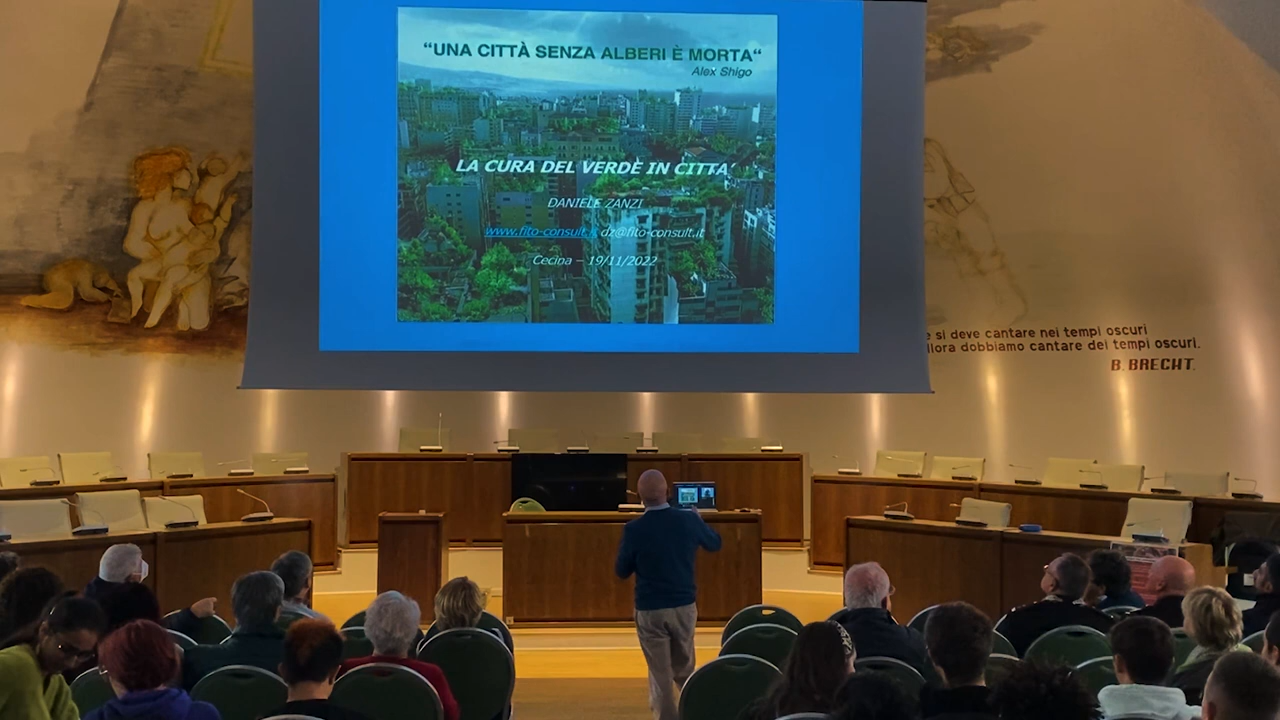 “UNA CITTÀ SENZA ALBERI È MORTA“
Alex Shigo
LA CURA DEL VERDE IN CITTA´
DANIELE ZANZI
www.fito-consult.it dz@fito-consult.it
Cecina – 19/11/2022
e si deve cantare nei tempi oscuri
llora dobbiamo cantare dei tempi oscuri.
B. BRECHT.